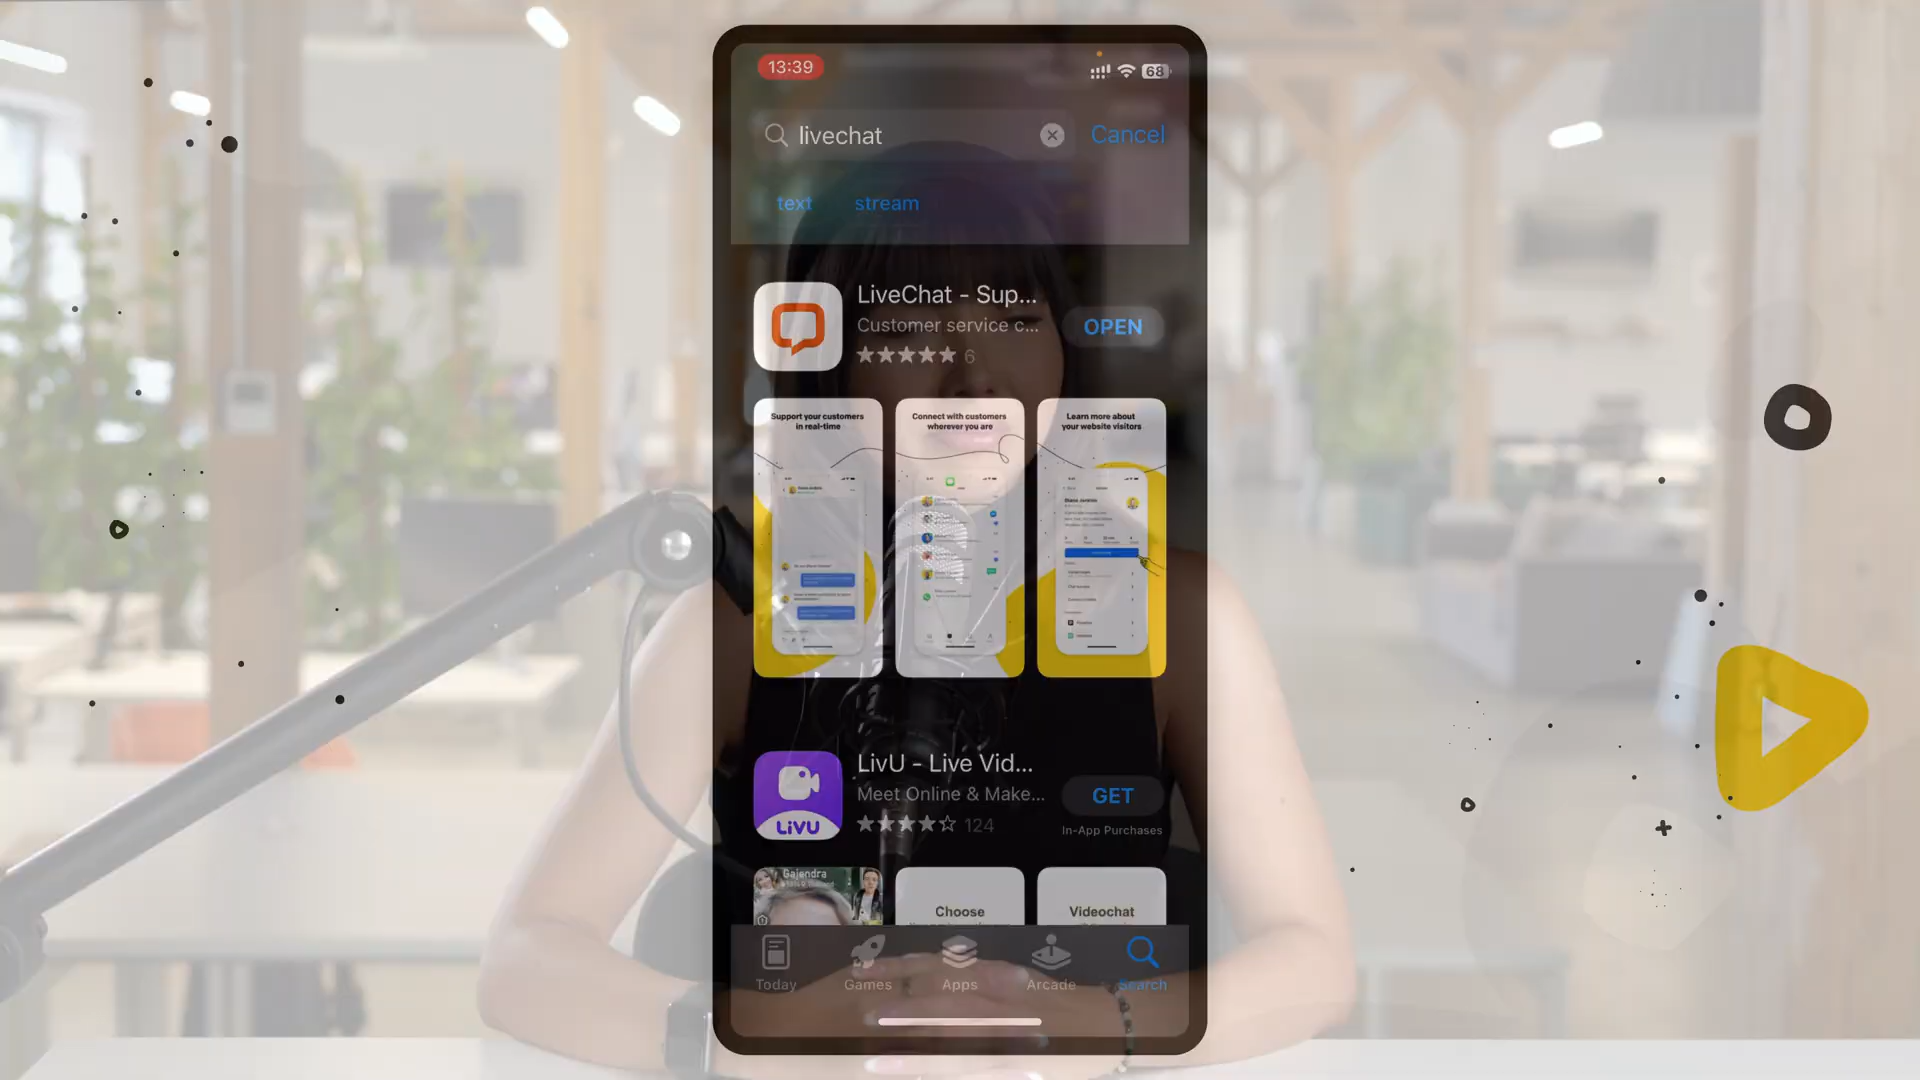 13:39
68
livechat
Cancel
text
stream
LiveChat - Sup...
Customer service c...
OPEN
6
Support your customers
in real-time
Connect with customers
wherever you are
Learn more about
your website visitors
LivU - Live Vid...
Meet Online & Make...
GET
124
In-App Purchases
LivU
Gajendra
Choose
Videochat
Today
Games
Apps
Arcade
Search